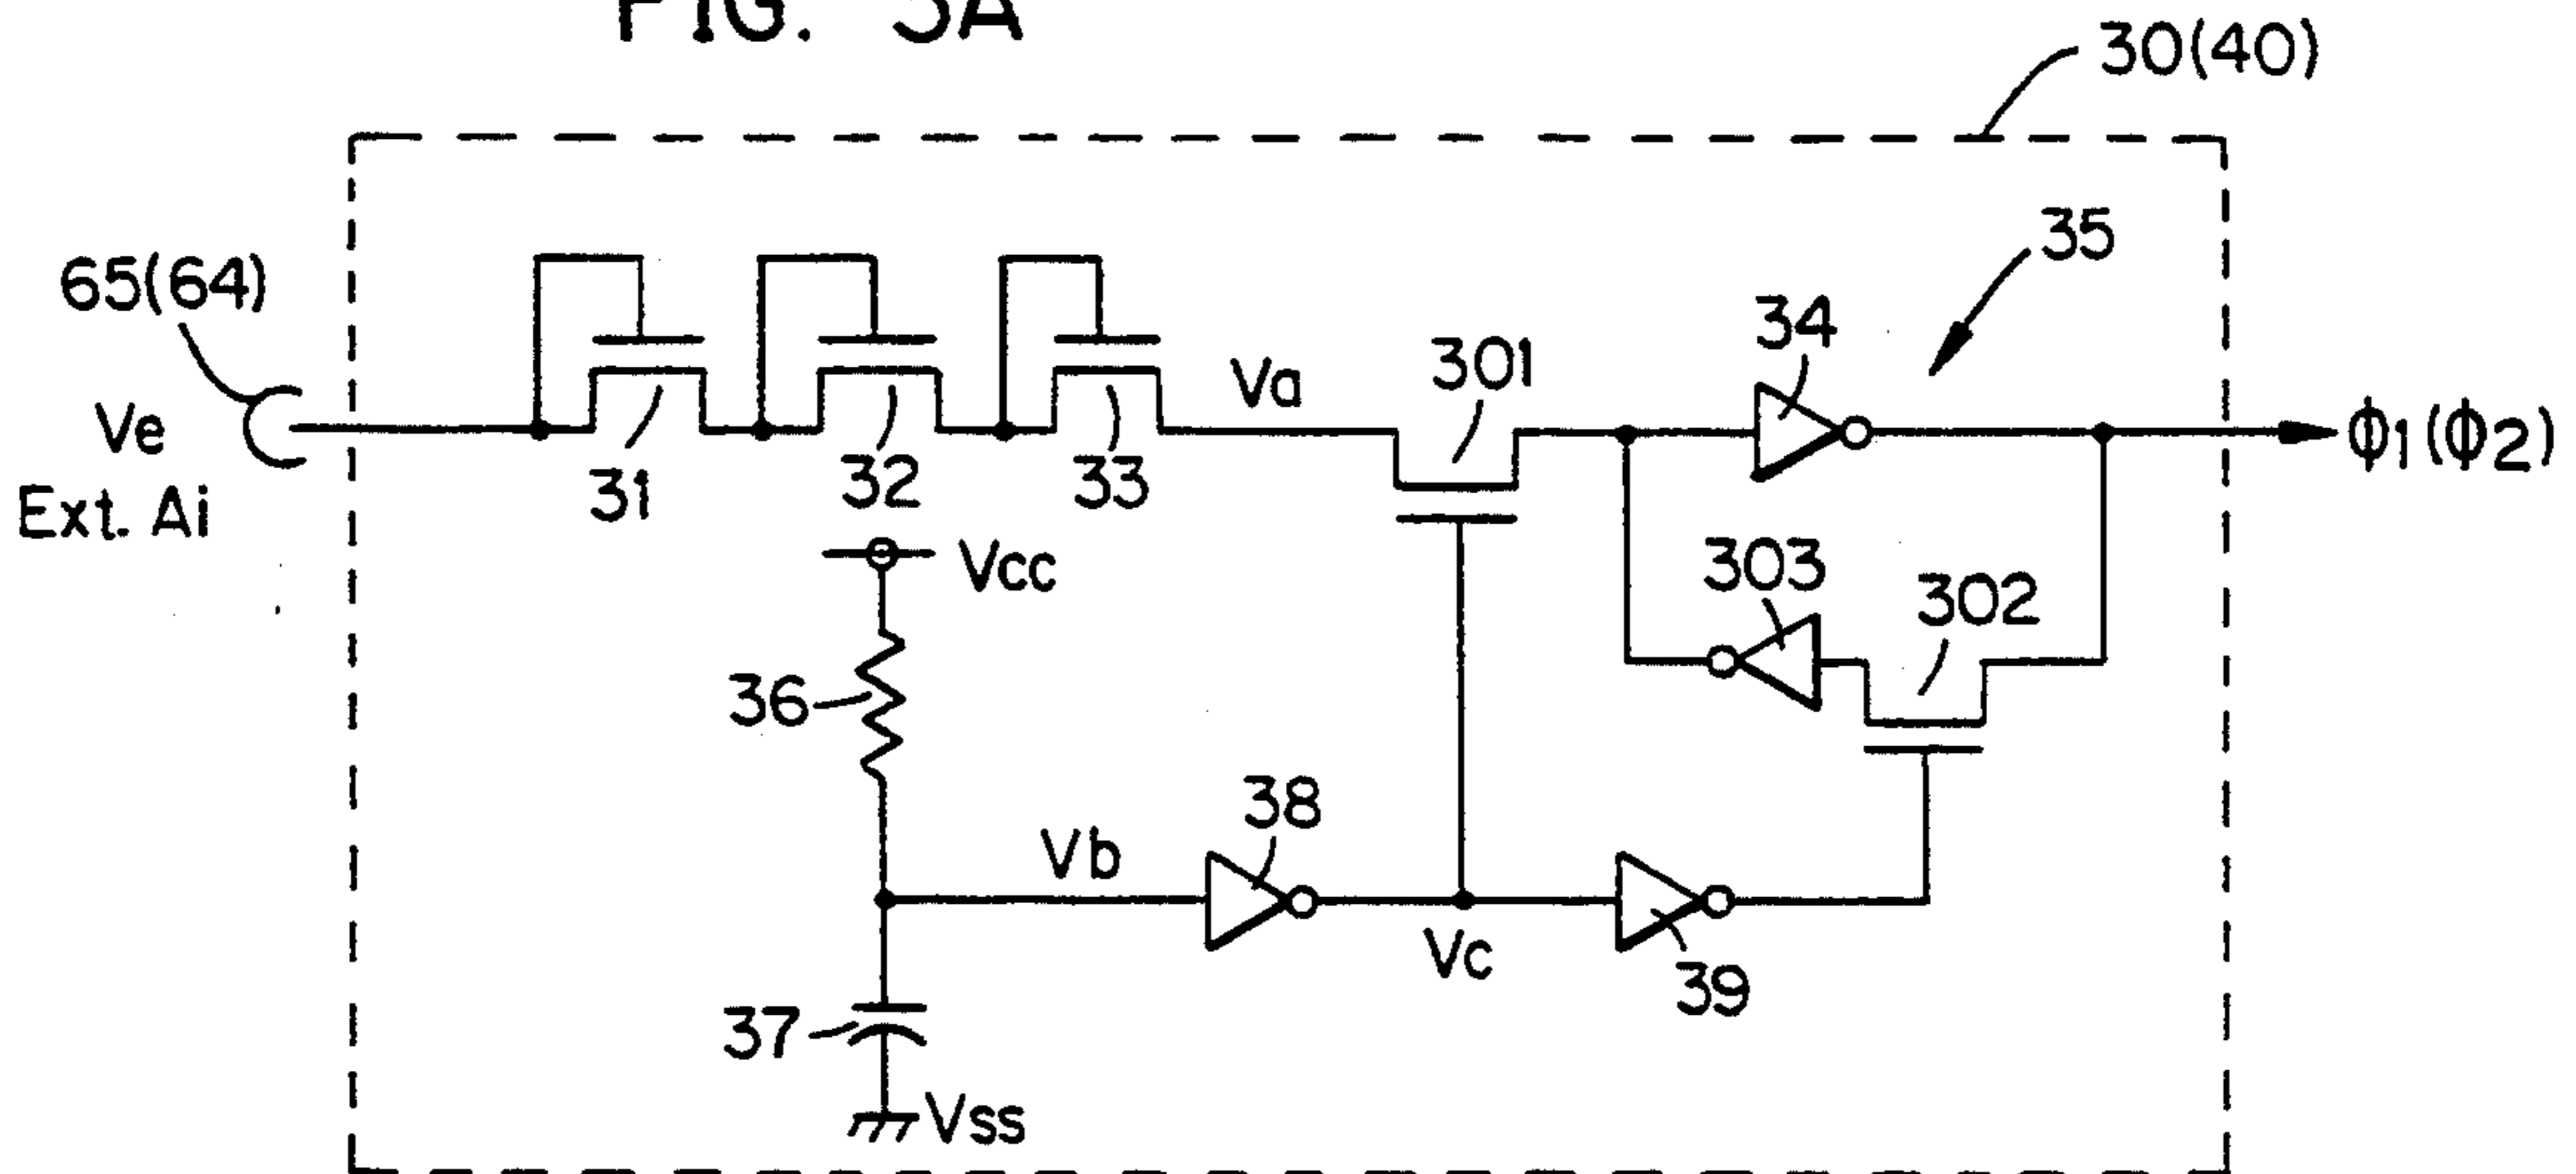 FIG. 3A
30(40)
65(64)
35
34
301
Va
Ve
31
32
33
Φ1(Φ2)
Ext. Ai
Vcc
303
302
36
38
Vb
Vc
39
37
Vss